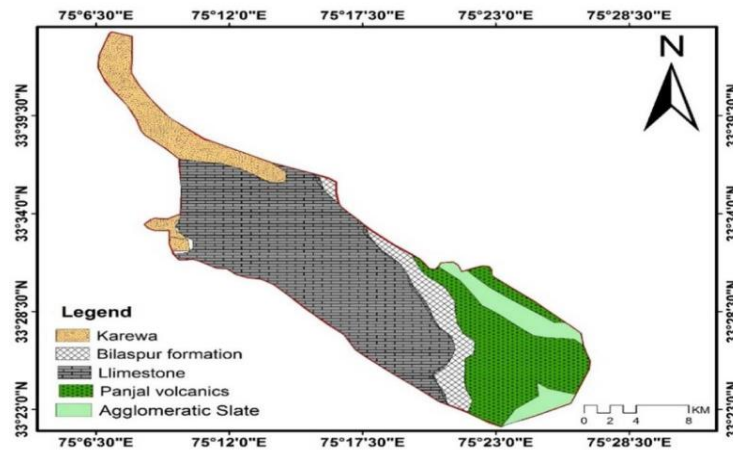 75°6'30"E 75°12'0"E 75°17'30"E 75°23'0"E 75°28'30"E
N
33°39'30"N 33°39'30"N
33°34'0"N 33°34'0"N
33°28'30"N 33°28'30"N
33°23'0"N 33°23'0"N
Legend
Karewa
Bilaspur formation
Llimestone
Panjal volcanics
Agglomeratic Slate
0 2 4 8 KM
75°6'30"E 75°12'0"E 75°17'30"E 75°23'0"E 75°28'30"E